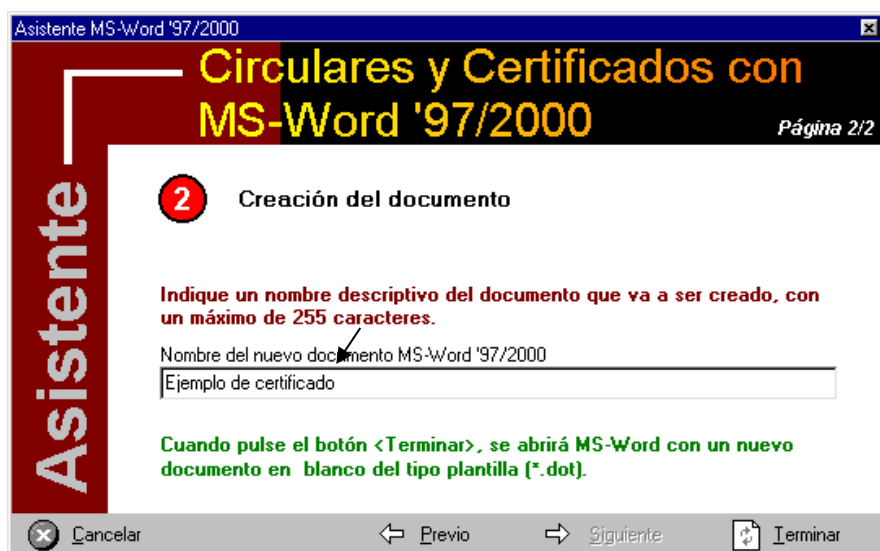 Asistente MS-Word '97/2000
Circulares y Certificados con
MS-Word '97/2000
Página 2/2
Asistente
2
Creación del documento
Indique un nombre descriptivo del documento que va a ser creado, con
un máximo de 255 caracteres.
Nombre del nuevo documento MS-Word '97/2000
Ejemplo de certificado
Cuando pulse el botón <Terminar>, se abrirá MS-Word con un nuevo
documento en blanco del tipo plantilla (*.dot).
Cancelar
Previo
Siguiente
Terminar